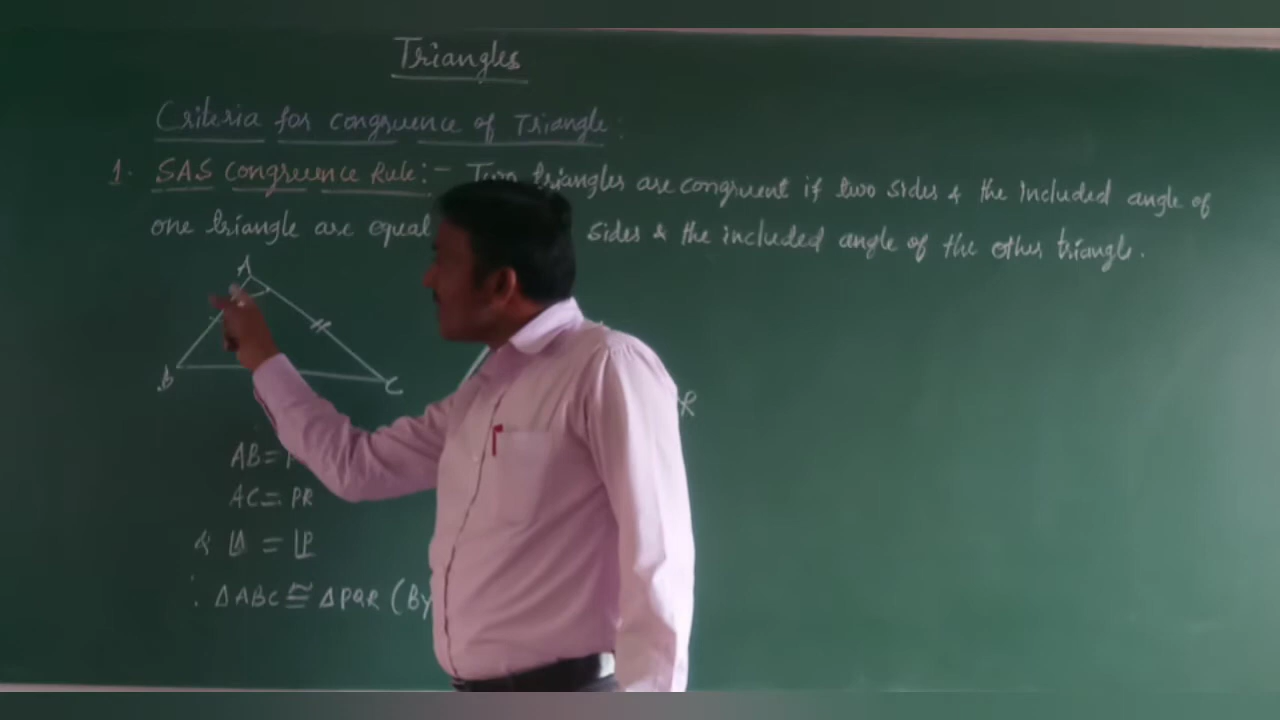 Triangles
Criteria for congruence of Triangle:
1. SAS Congruence Rule:- Two triangles are congruent if two sides & the included angle of
one triangle are equal sides & the included angle of the other triangle.
A
B C
R
AB=
AC = PR
& ∠A = ∠P
∴ ΔABC ≅ ΔPQR (By